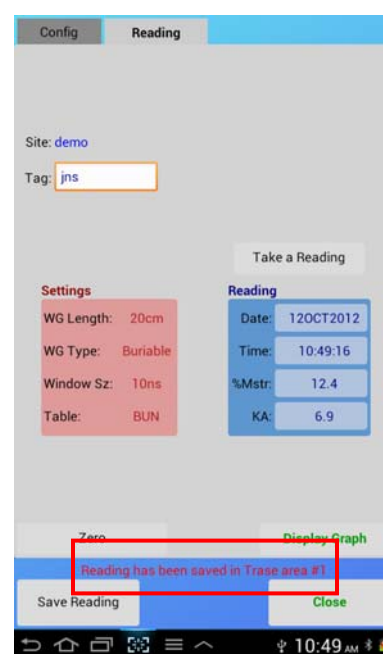 Config Reading
Site: demo
Tag: jns
Take a Reading
Settings Reading
WG Length: 20cm Date: 12OCT2012
WG Type: Buriable Time: 10:49:16
Window Sz: 10ns %Mstr: 12.4
Table: BUN KA: 6.9
Zero Display Graph
Reading has been saved in Trase area #1
Save Reading Close
10:49 AM